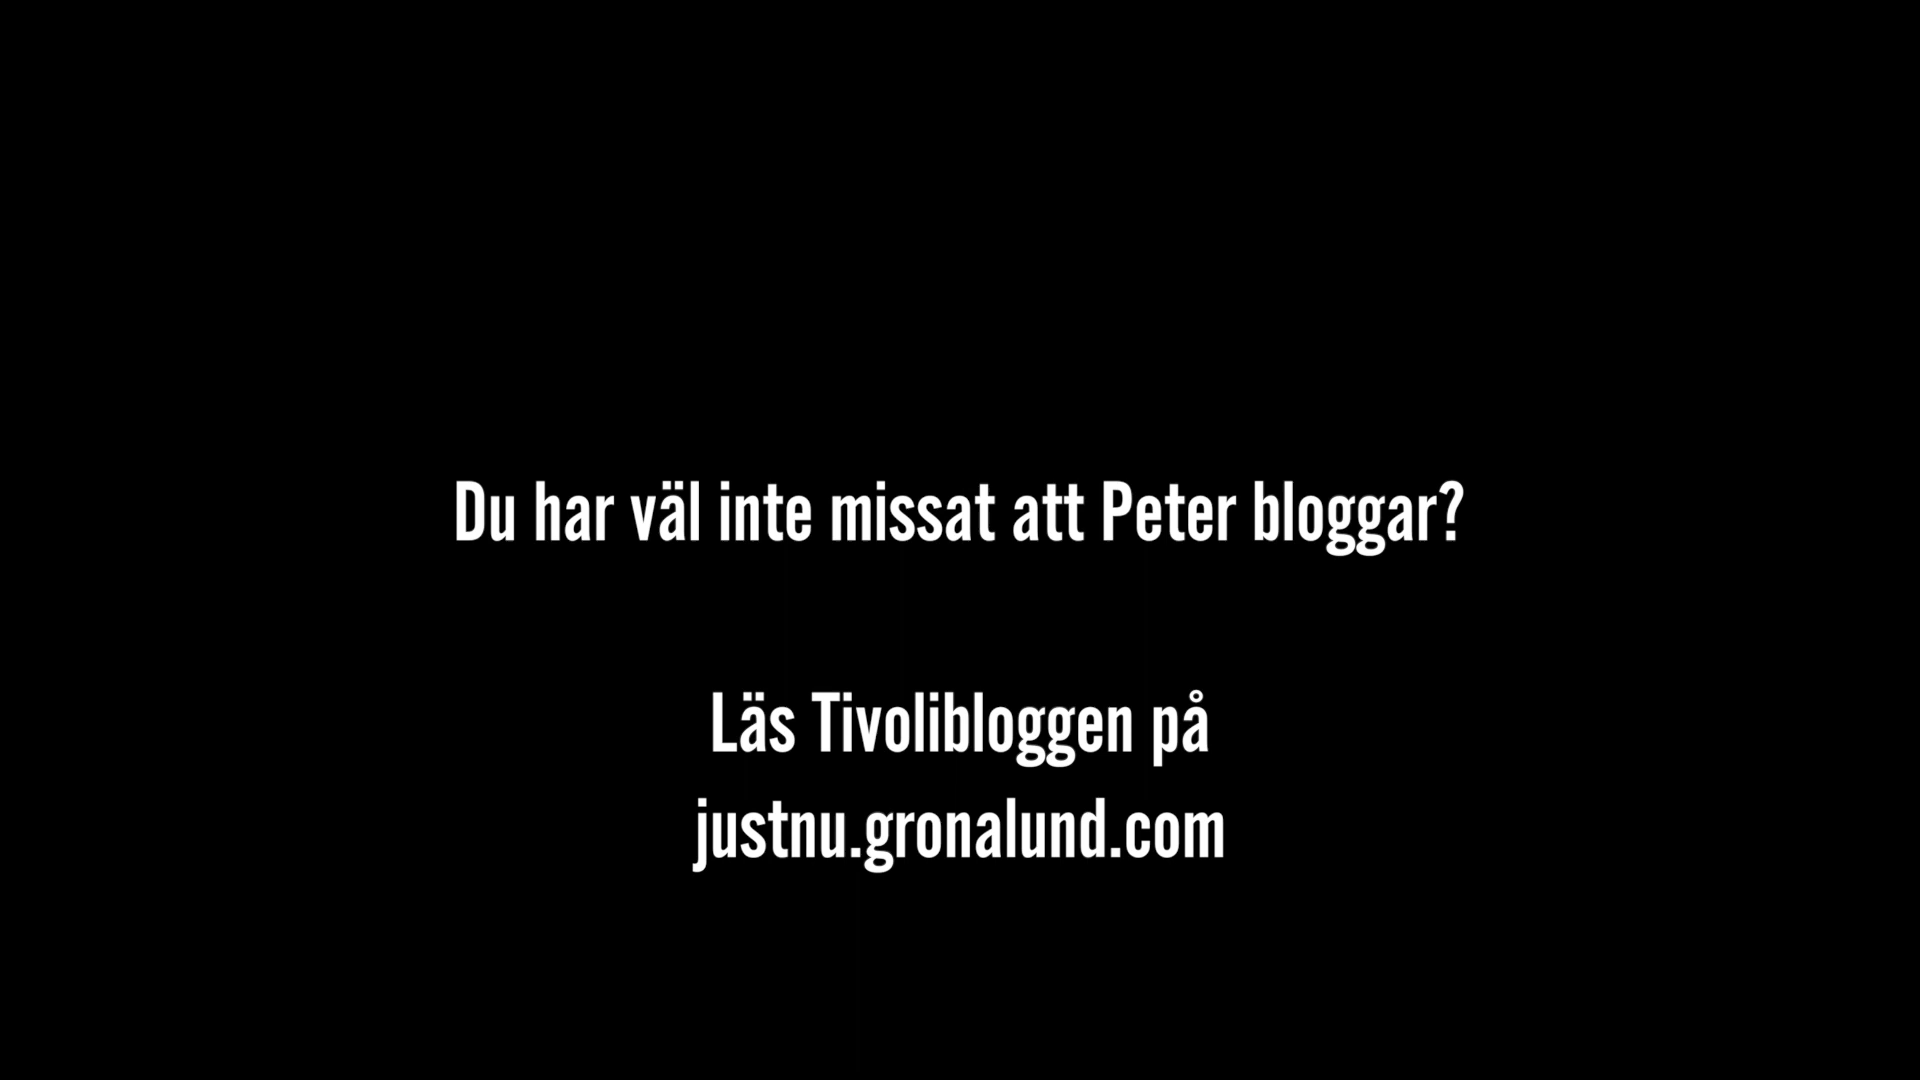 Du har väl inte missat att Peter bloggar?
Läs Tivolibloggen på
justnu.gronalund.com